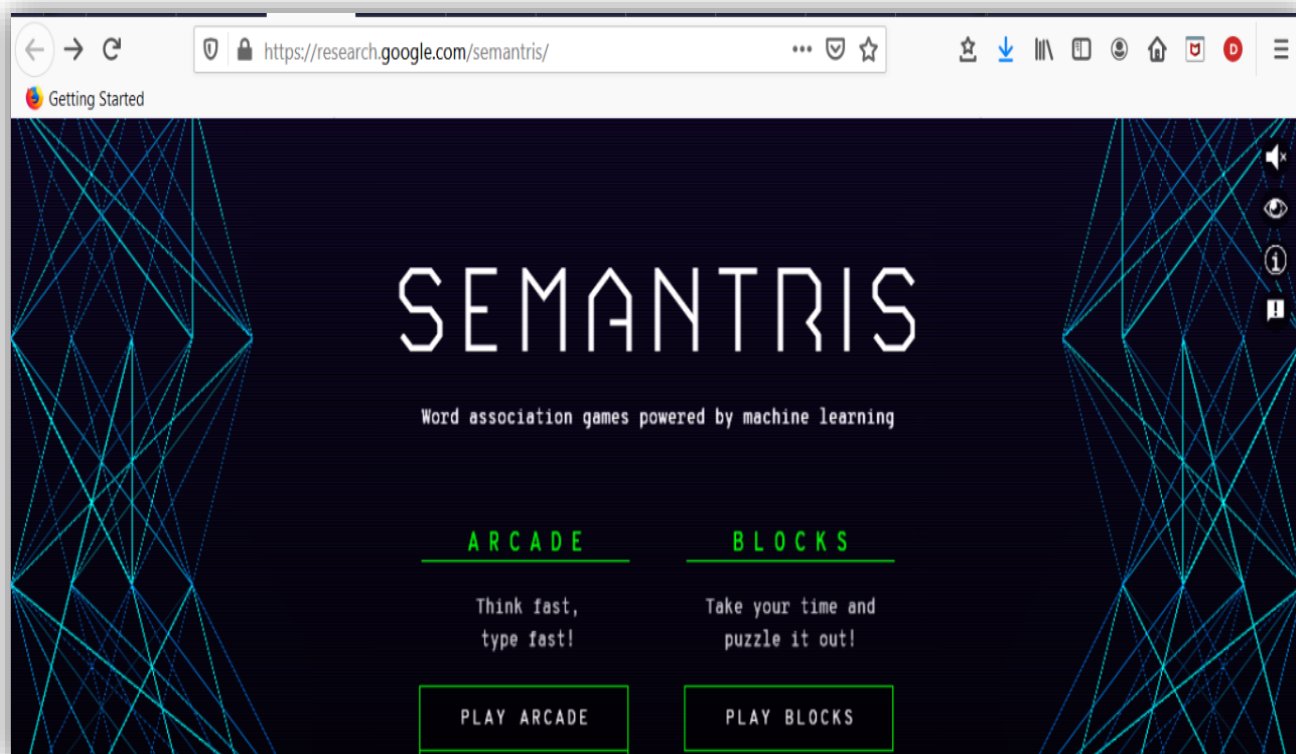 https://research.google.com/semantris/
Getting Started
SEMANTRIS
Word association games powered by machine learning
ARCADE BLOCKS
Think fast, Take your time and
type fast! puzzle it out!
PLAY ARCADE PLAY BLOCKS